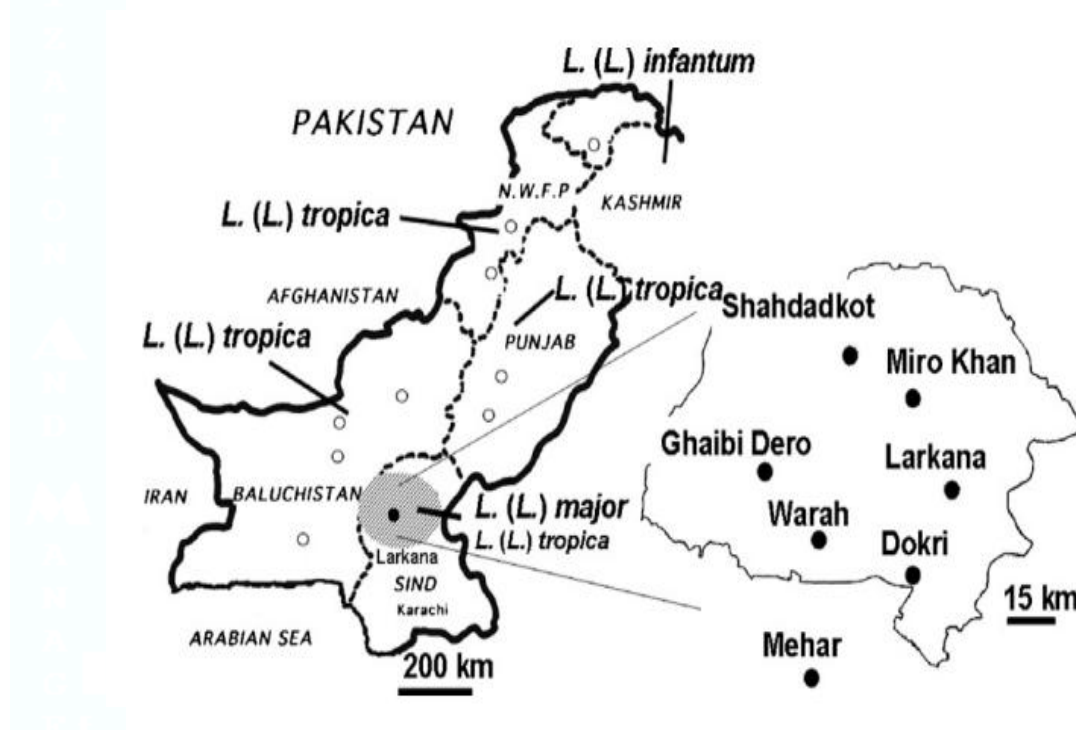 L. (L.) infantum
PAKISTAN
N.W.F.P
KASHMIR
L. (L.) tropica
AFGHANISTAN
L. (L.) tropica
L. (L.) tropica
PUNJAB
IRAN
BALUCHISTAN
L. (L.) major
L. (L.) tropica
Larkana
SIND
Karachi
ARABIAN SEA
200 km
Shahdadkot
Miro Khan
Ghaibi Dero
Larkana
Warah
Dokri
15 km
Mehar